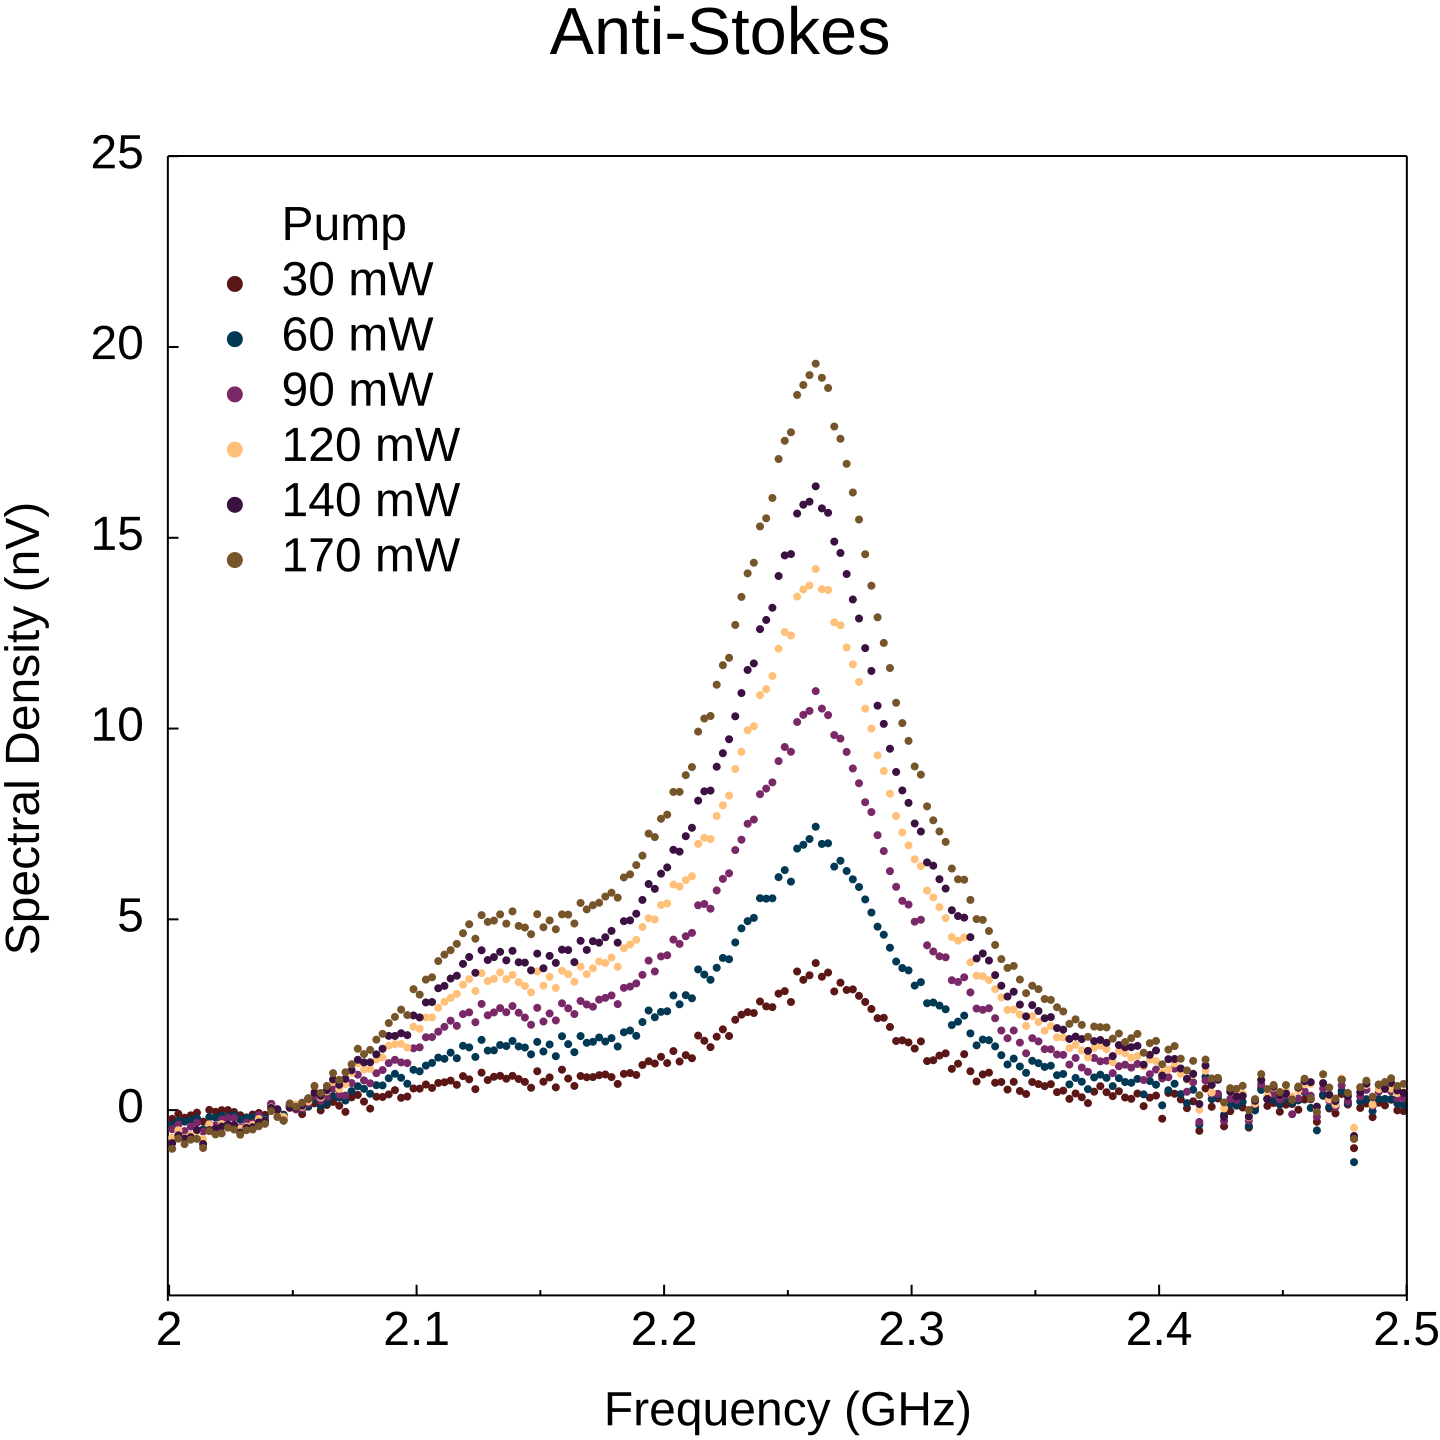 Anti-Stokes
25
20
15
10
5
0
Spectral Density (nV)
Pump
30 mW
60 mW
90 mW
120 mW
140 mW
170 mW
2 2.1 2.2 2.3 2.4 2.5
Frequency (GHz)